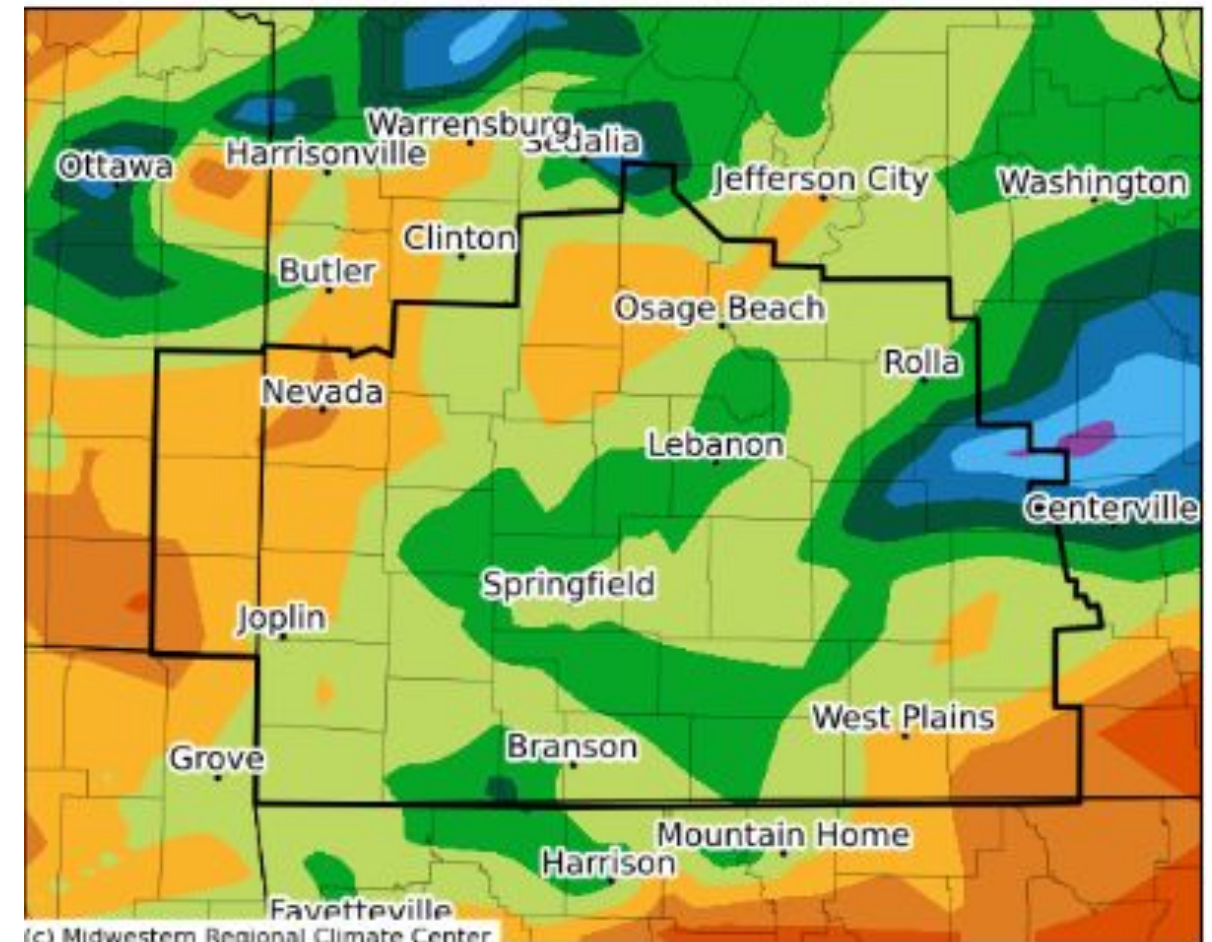 Warrensburg
Sedalia
Harrisonville
Ottawa
Jefferson City
Washington
Clinton
Butler
Osage Beach
Rolla
Nevada
Lebanon
Centerville
Springfield
Joplin
West Plains
Branson
Grove
Mountain Home
Harrison
Fayetteville
(c) Midwestern Regional Climate Center